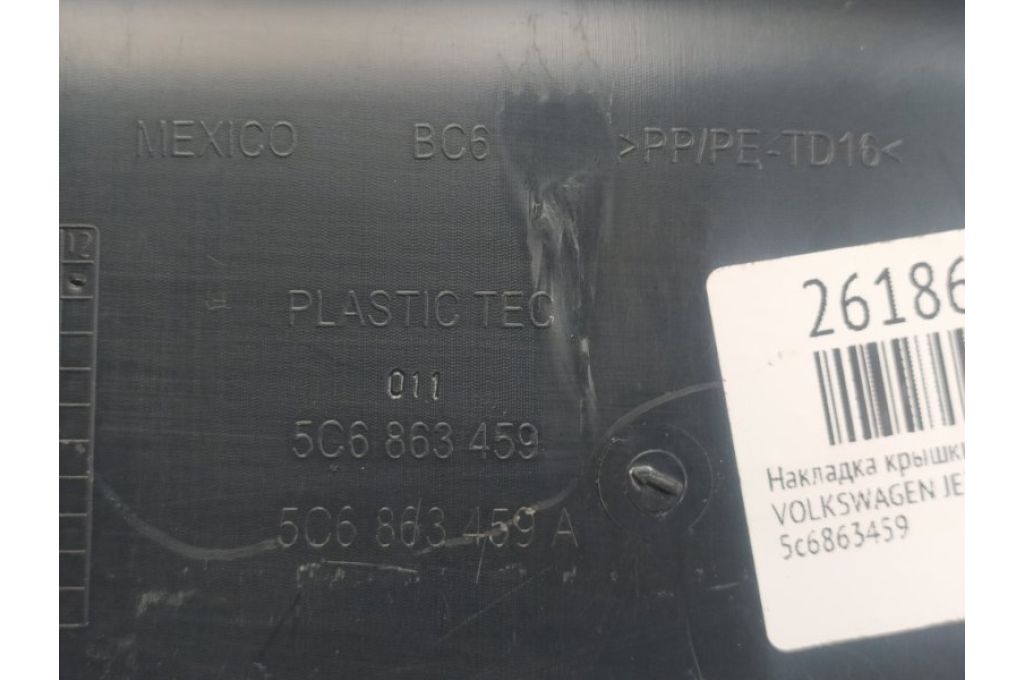 MEXICO BC6 >PP/PE-TD16<
12
PLASTIC TEC
011
5C6 863 459
5C6 863 459 A
26186
Накладка крышк
VOLKSWAGEN JE
5c6863459